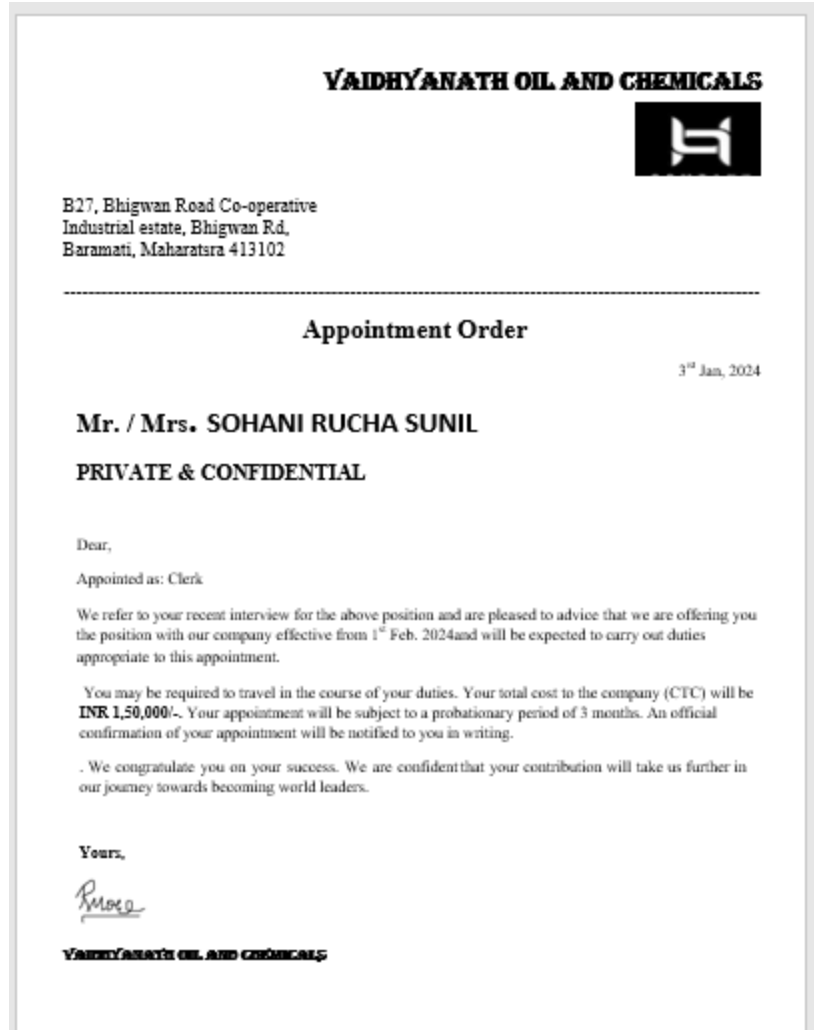 VAIDHYANATH OIL AND CHEMICALS
B27, Bhigwan Road Co-operative
Industrial estate, Bhigwan Rd,
Baramati, Maharatsra 413102
Appointment Order
3rd Jan, 2024
Mr. / Mrs. SOHANI RUCHA SUNIL
PRIVATE & CONFIDENTIAL
Dear,
Appointed as: Clerk
We refer to your recent interview for the above position and are pleased to advice that we are offering you
the position with our company effective from 1st Feb. 2024and will be expected to carry out duties
appropriate to this appointment.
You may be required to travel in the course of your duties. Your total cost to the company (CTC) will be
INR 1,50,000/-. Your appointment will be subject to a probationary period of 3 months. An official
confirmation of your appointment will be notified to you in writing.
. We congratulate you on your success. We are confident that your contribution will take us further in
our journey towards becoming world leaders.
Yours,
VAIDHYANATH OIL AND CHEMICALS